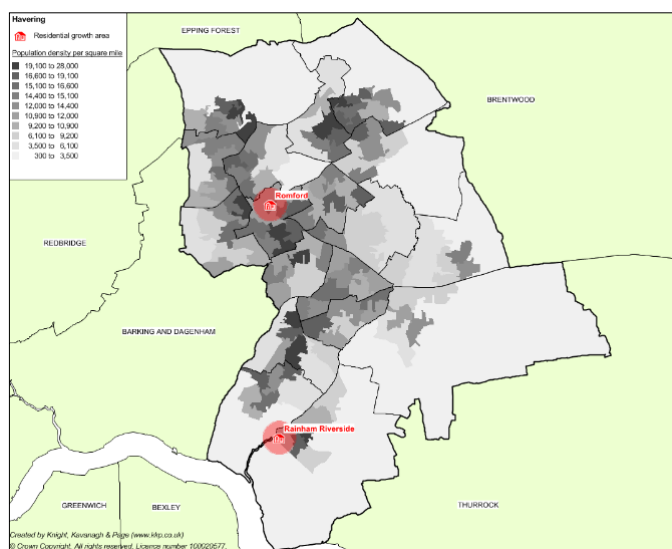 Havering
Residential growth area
Population density per square mile
19,100 to 28,000
16,600 to 19,100
15,100 to 16,600
14,400 to 15,100
12,000 to 14,400
10,900 to 12,000
9,200 to 10,900
6,100 to 9,200
3,500 to 6,100
300 to 3,500
EPPING FOREST
BRENTWOOD
Romford
REDBRIDGE
BARKING AND DAGENHAM
Rainham Riverside
GREENWICH
BEXLEY
THURROCK
Created by Knight, Kavanagh & Page (www.kkp.co.uk)
© Crown Copyright. All rights reserved. Licence number 100020577.